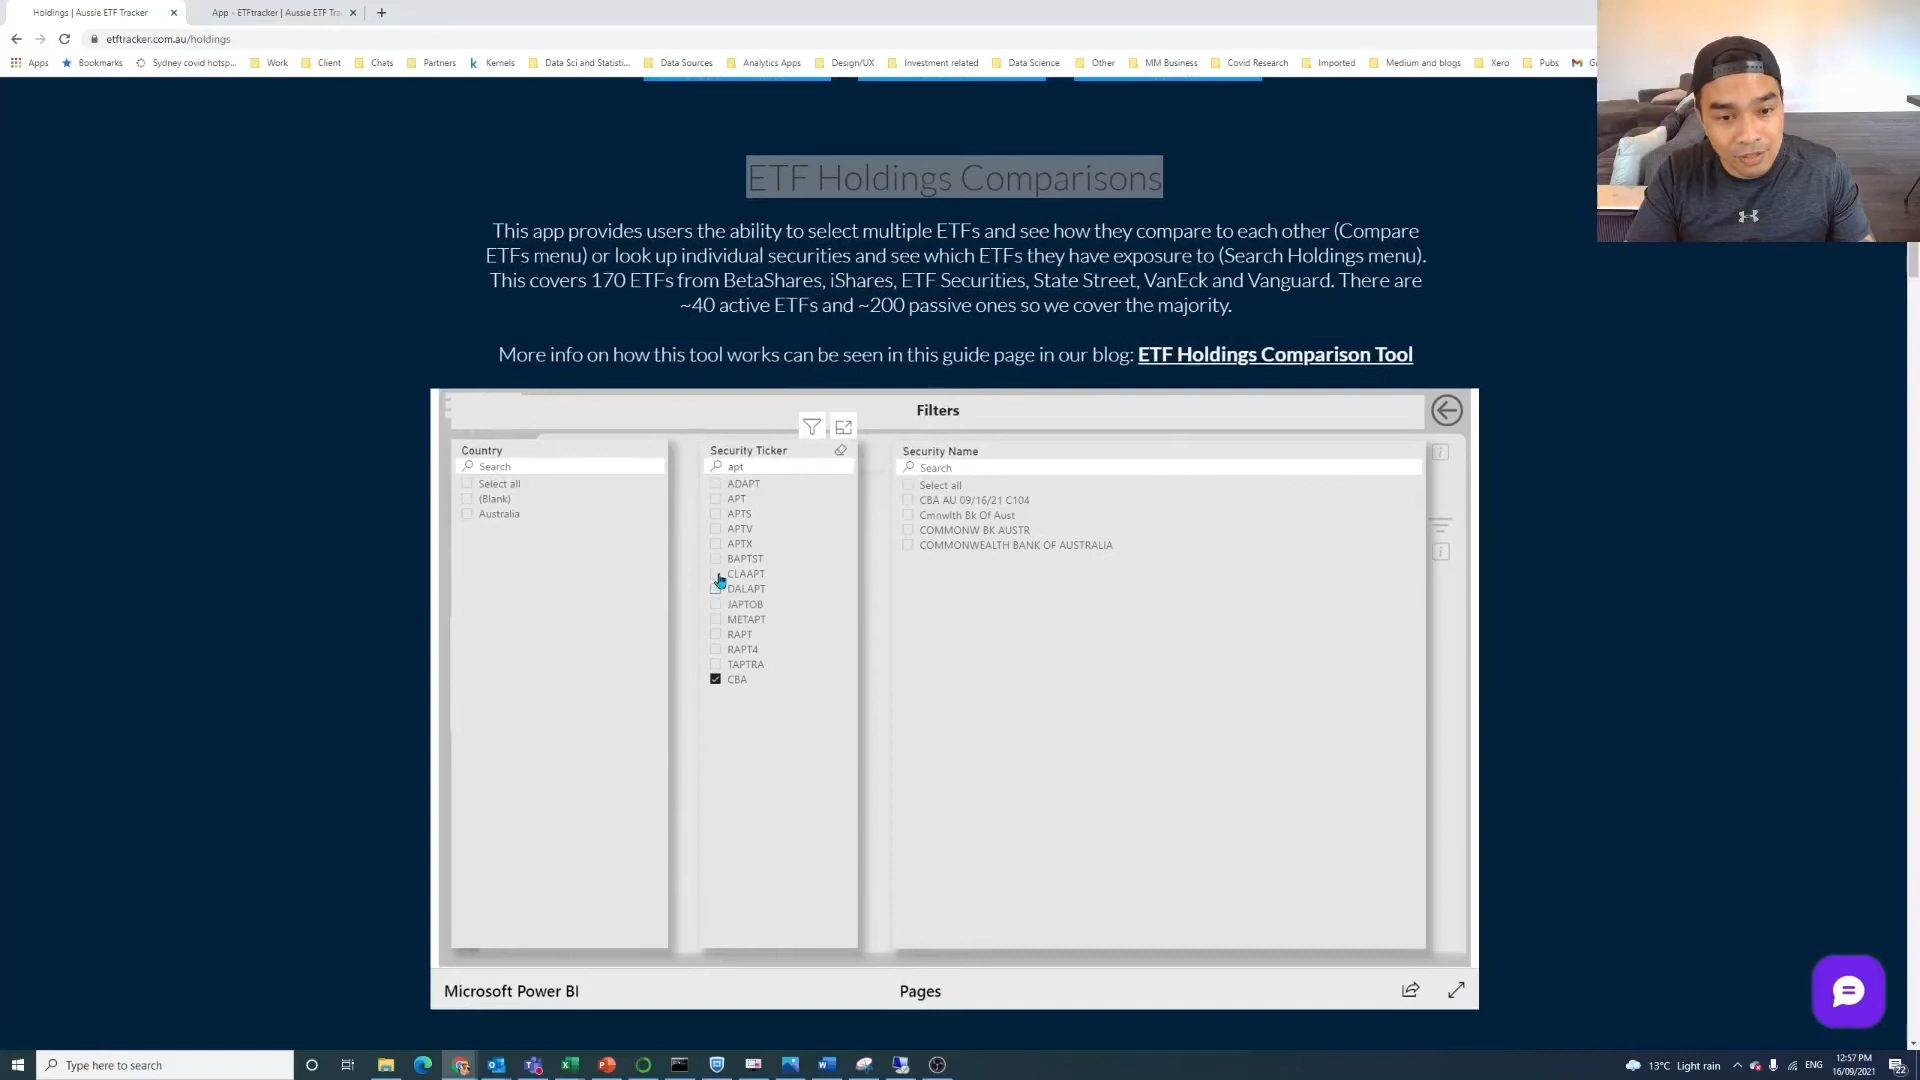 Holdings | Aussie ETF Tracker
App - ETFtracker | Aussie ETF Tra
etftracker.com.au/holdings
Apps Bookmarks Sydney covid hotsp... Work Client Chats Partners Kernels Data Sci and Statisti... Data Sources Analytics Apps Design/UX Investment related Data Science Other MM Business Covid Research Imported Medium and blogs Xero Pubs
ETF Holdings Comparisons
This app provides users the ability to select multiple ETFs and see how they compare to each other (Compare
ETFs menu) or look up individual securities and see which ETFs they have exposure to (Search Holdings menu).
This covers 170 ETFs from BetaShares, iShares, ETF Securities, State Street, VanEck and Vanguard. There are
~40 active ETFs and ~200 passive ones so we cover the majority.
More info on how this tool works can be seen in this guide page in our blog: ETF Holdings Comparison Tool
Filters
Country
Search
Select all
(Blank)
Australia
Security Ticker
apt
ADAPT
APT
APTS
APTV
APTX
BAPTST
CLAAPT
DALAPT
JAPTOB
METAPT
RAPT
RAPT4
TAPTRA
CBA
Security Name
Search
Select all
CBA AU 09/16/21 C104
Cmnwlth Bk Of Aust
COMMONW BK AUSTR
COMMONWEALTH BANK OF AUSTRALIA
Microsoft Power BI
Pages
Type here to search
13°C Light rain
ENG
12:57 PM
16/09/2021
22